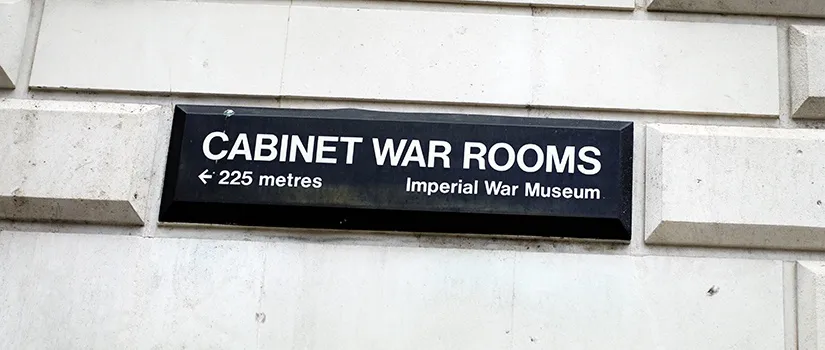 CABINET WAR ROOMS
← 225 metres Imperial War Museum